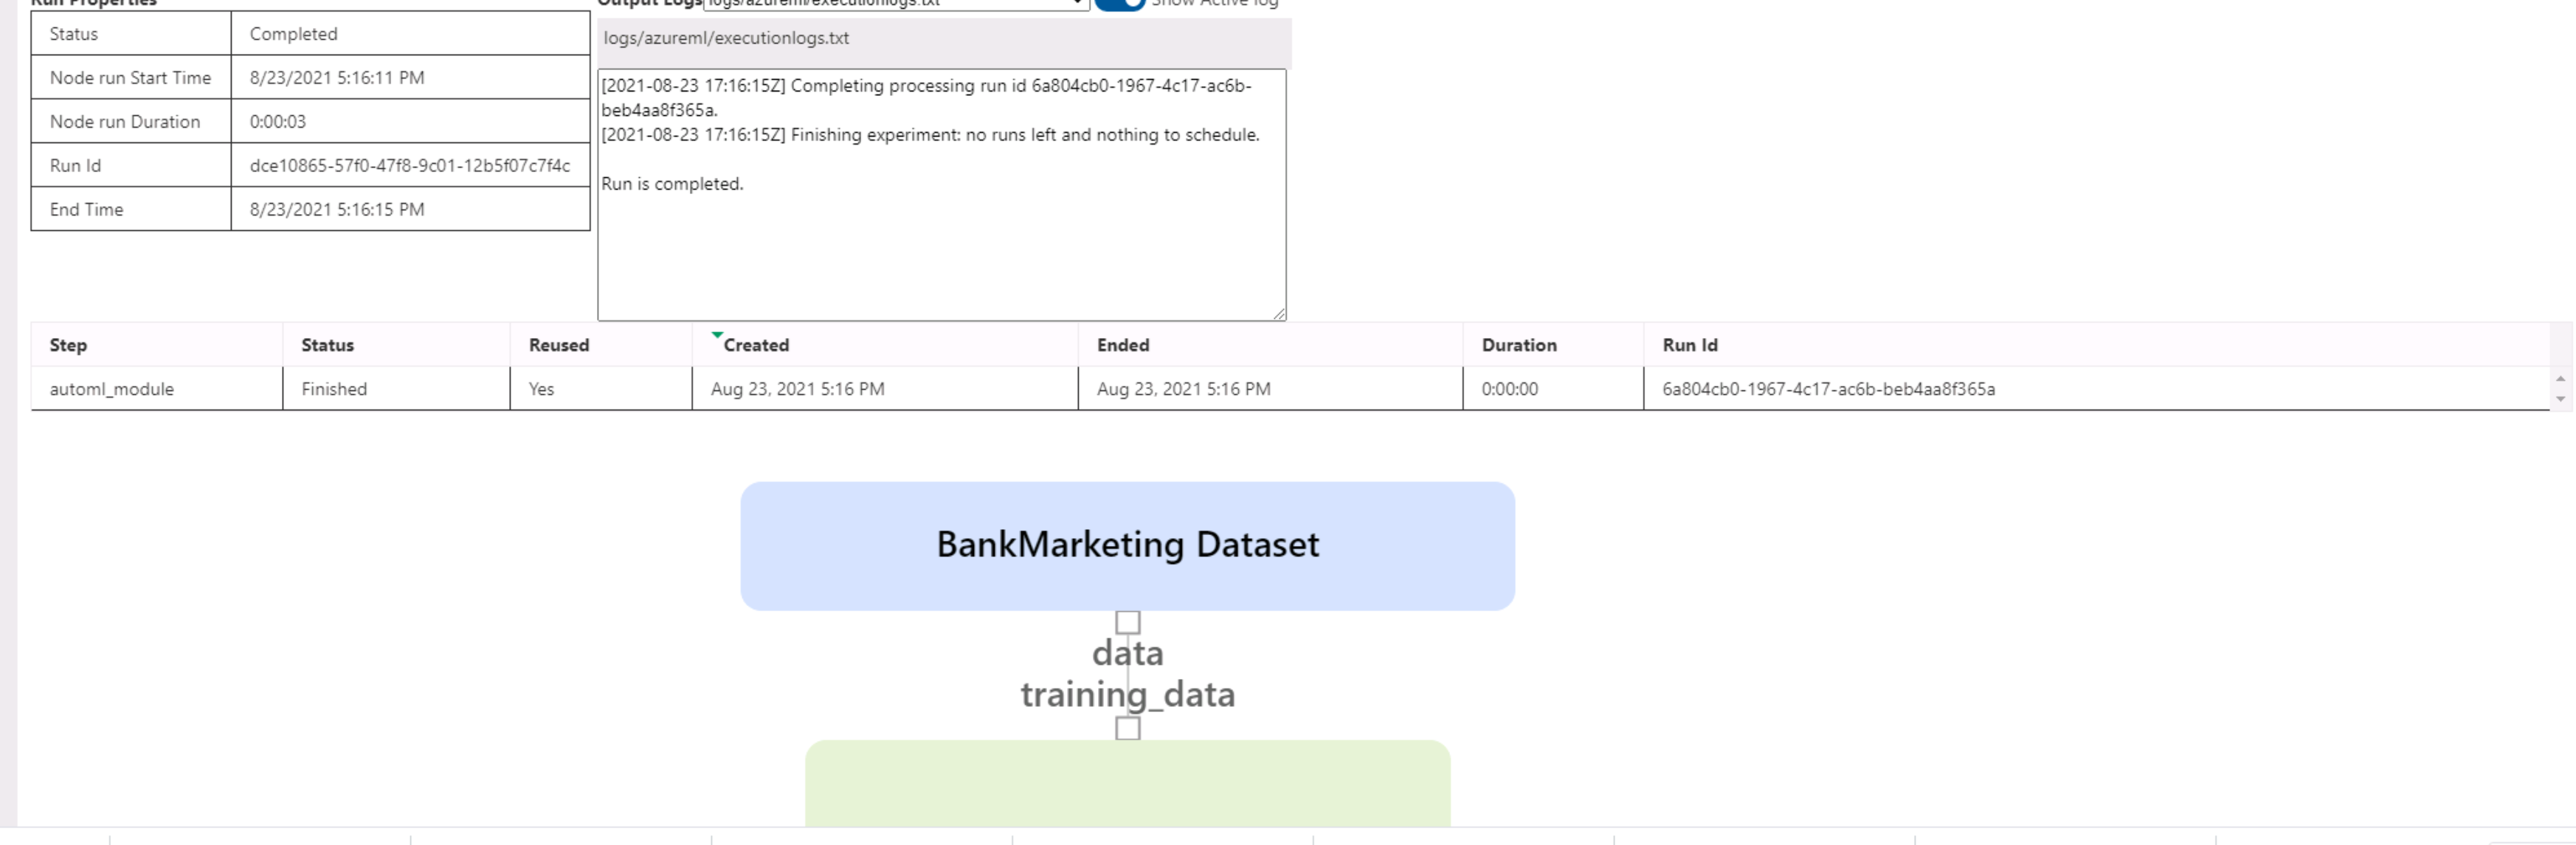 Run Properties
Output Logs logs/azureml/executionlogs.txt Show Active log
Status Completed
Node run Start Time 8/23/2021 5:16:11 PM
Node run Duration 0:00:03
Run Id dce10865-57f0-47f8-9c01-12b5f07c7f4c
End Time 8/23/2021 5:16:15 PM
logs/azureml/executionlogs.txt
[2021-08-23 17:16:15Z] Completing processing run id 6a804cb0-1967-4c17-ac6b-
beb4aa8f365a.
[2021-08-23 17:16:15Z] Finishing experiment: no runs left and nothing to schedule.
Run is completed.
Step Status Reused Created Ended Duration Run Id
automl_module Finished Yes Aug 23, 2021 5:16 PM Aug 23, 2021 5:16 PM 0:00:00 6a804cb0-1967-4c17-ac6b-beb4aa8f365a
BankMarketing Dataset
data
training_data